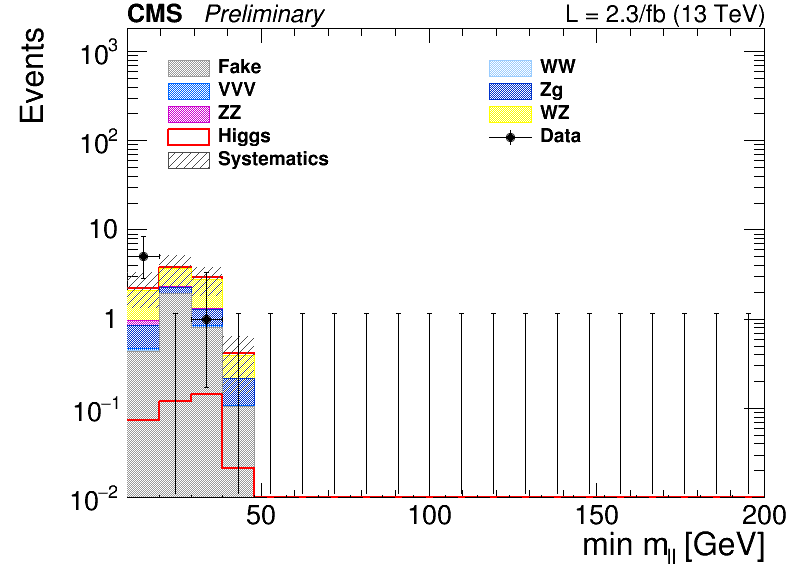 CMS Preliminary L = 2.3/fb (13 TeV)
Events
10³
10²
10
1
10⁻¹
10⁻²
Fake
VVV
ZZ
Higgs
Systematics
WW
Zg
WZ
Data
50 100 150 200
min m_ll [GeV]